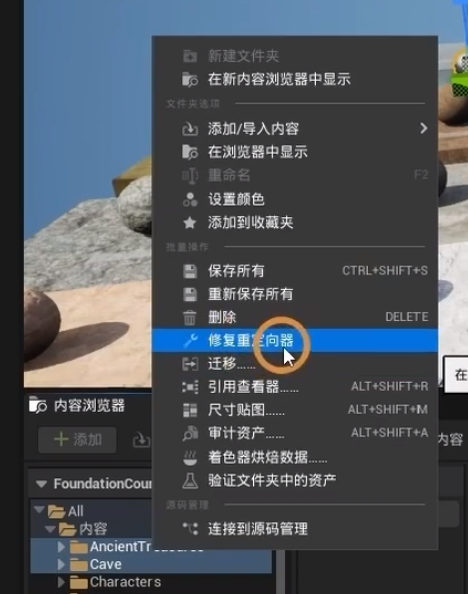 新建文件夹
在新内容浏览器中显示
文件夹选项
添加/导入内容
在浏览器中显示
重命名 F2
设置颜色
添加到收藏夹
批量操作
保存所有 CTRL+SHIFT+S
重新保存所有
删除 DELETE
修复重定向器
迁移……
引用查看器…… ALT+SHIFT+R
尺寸贴图…… ALT+SHIFT+M
审计资产…… ALT+SHIFT+A
着色器烘焙数据……
验证文件夹中的资产
源码管理
连接到源码管理
在
内容浏览器
添加
内容
FoundationCour
All
内容
AncientTreasures
Cave
Characters